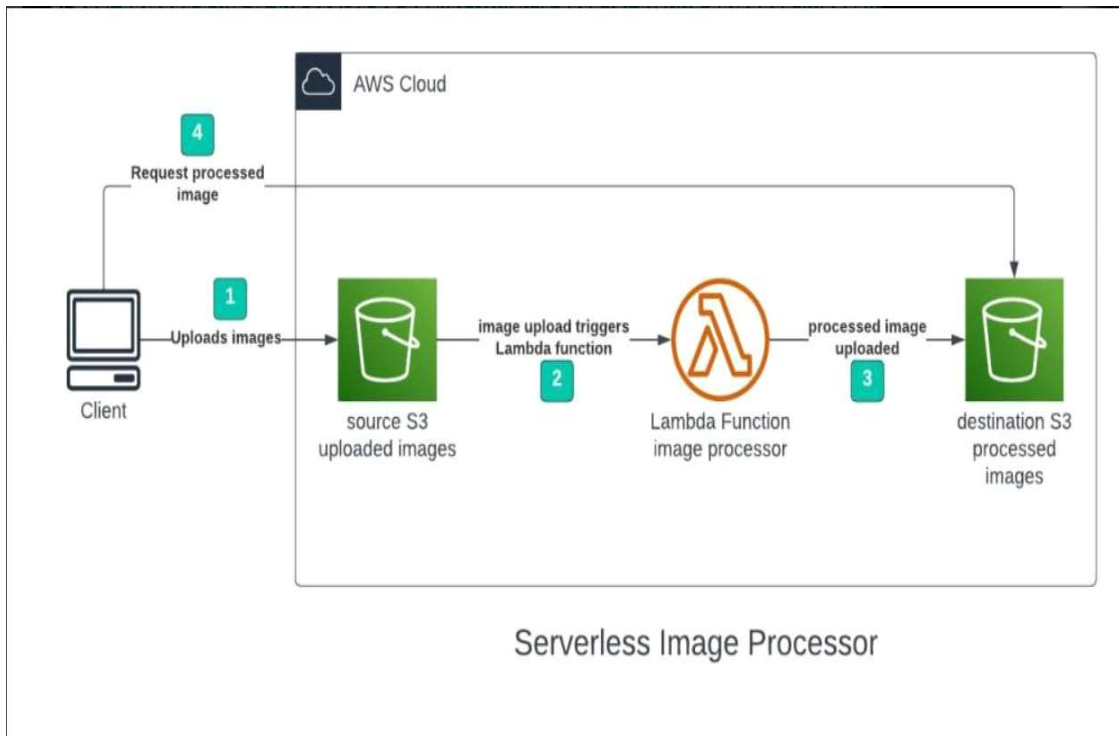 AWS Cloud
4
Request processed
image
1
Uploads images
image upload triggers
Lambda function
2
processed image
uploaded
3
Client
source S3
uploaded images
Lambda Function
image processor
destination S3
processed
images
Serverless Image Processor